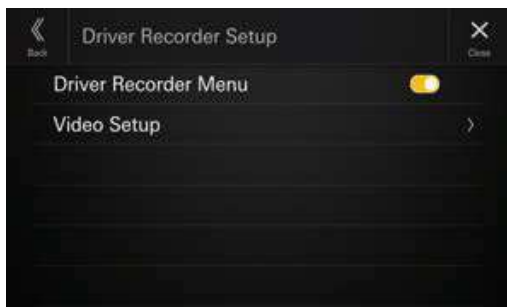 Back
Driver Recorder Setup
Close
Driver Recorder Menu
Video Setup